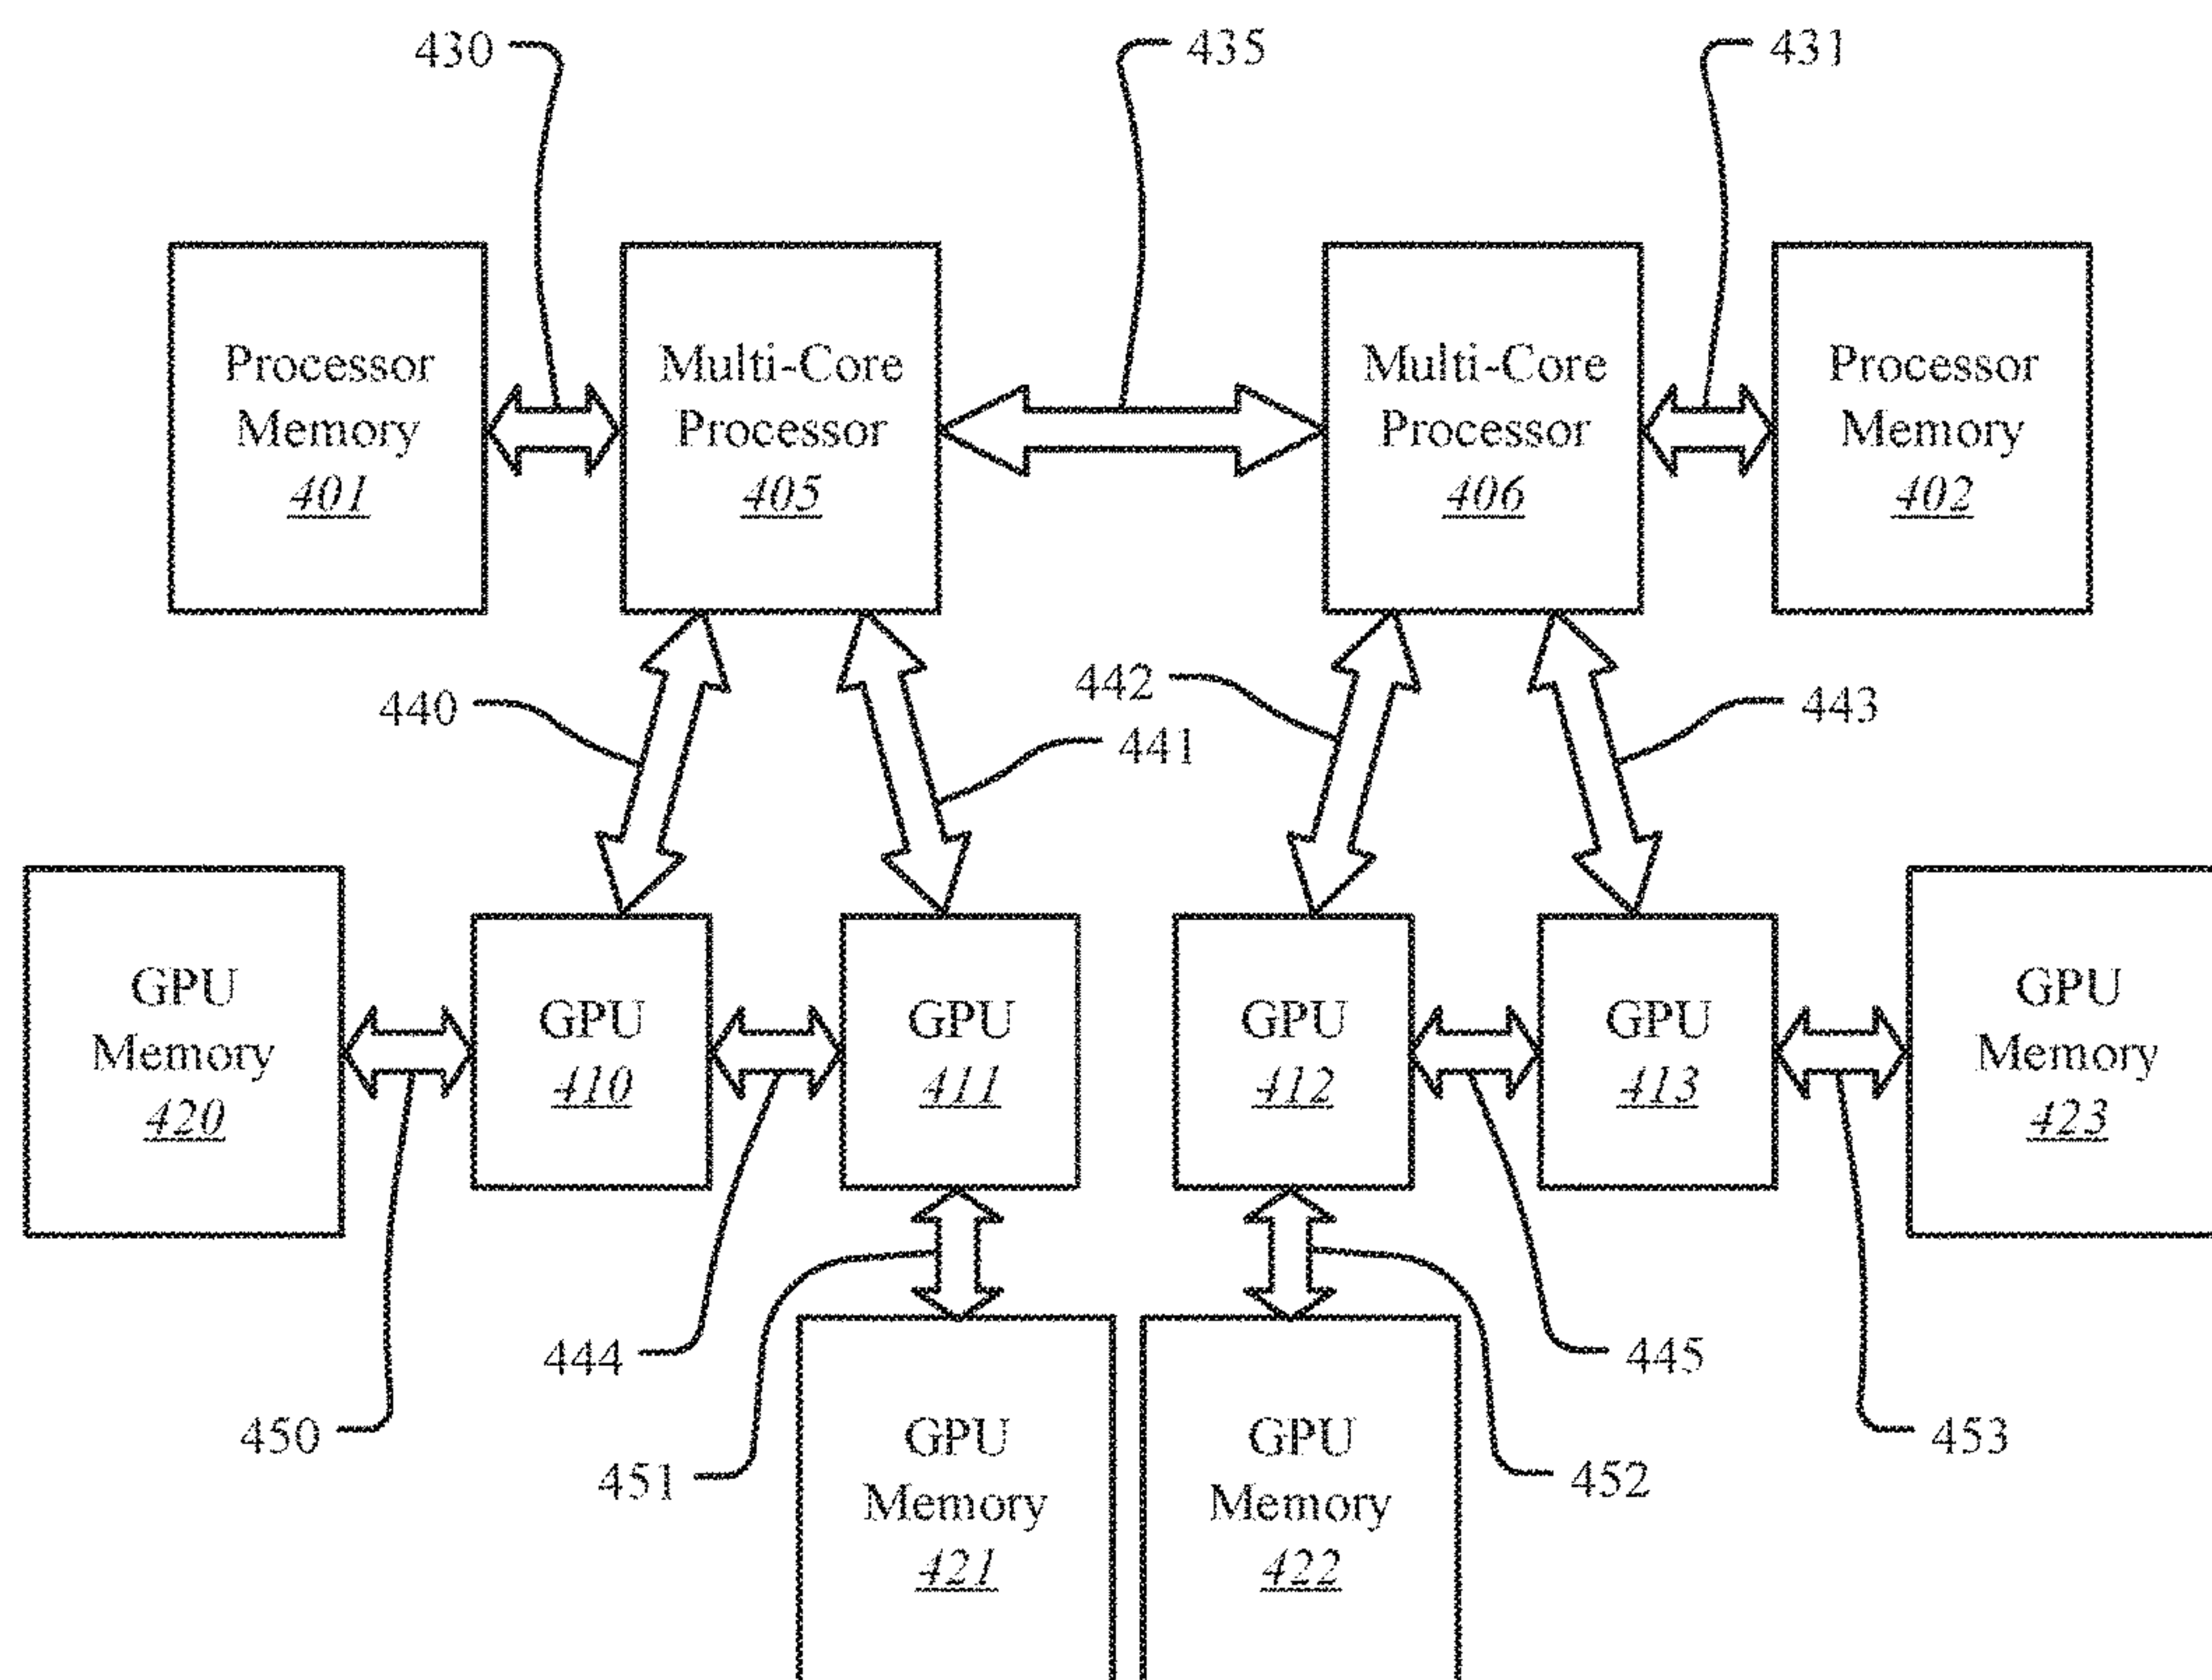 430
435
431
Processor
Memory
401
Multi-Core
Processor
405
Multi-Core
Processor
406
Processor
Memory
402
440
441
442
443
GPU
Memory
420
GPU
410
GPU
411
GPU
412
GPU
413
GPU
Memory
423
450
444
451
445
452
453
GPU
Memory
421
GPU
Memory
422